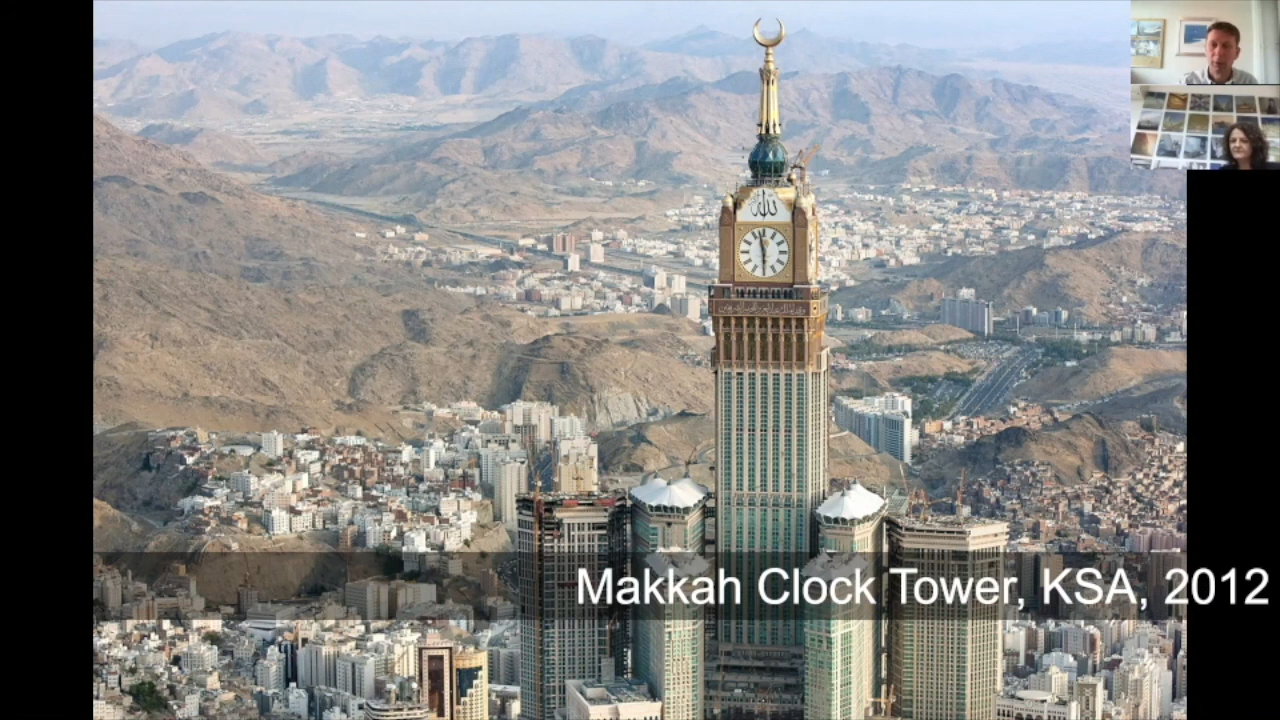 الله
Makkah Clock Tower, KSA, 2012